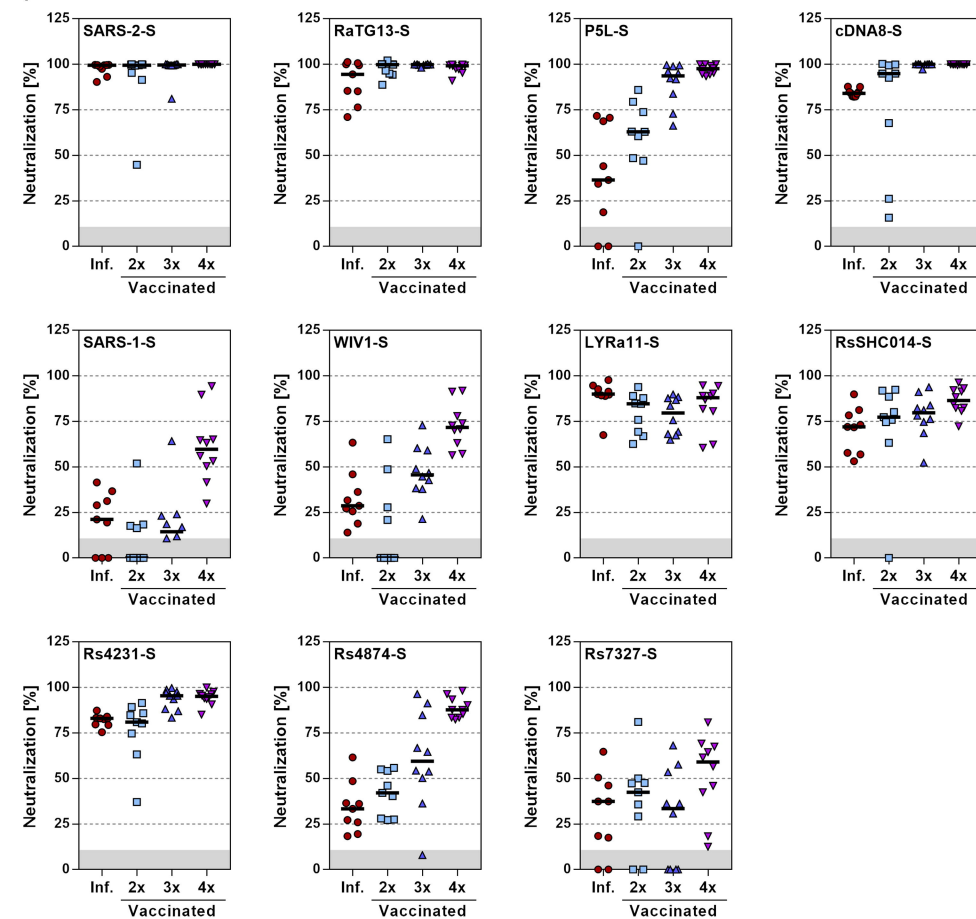 SARS-2-S
Neutralization [%]
125
100
75
50
25
0
Inf. 2x 3x 4x
Vaccinated
RaTG13-S
Neutralization [%]
125
100
75
50
25
0
Inf. 2x 3x 4x
Vaccinated
P5L-S
Neutralization [%]
125
100
75
50
25
0
Inf. 2x 3x 4x
Vaccinated
cDNA8-S
Neutralization [%]
125
100
75
50
25
0
Inf. 2x 3x 4x
Vaccinated
SARS-1-S
Neutralization [%]
125
100
75
50
25
0
Inf. 2x 3x 4x
Vaccinated
WIV1-S
Neutralization [%]
125
100
75
50
25
0
Inf. 2x 3x 4x
Vaccinated
LYRa11-S
Neutralization [%]
125
100
75
50
25
0
Inf. 2x 3x 4x
Vaccinated
RsSHC014-S
Neutralization [%]
125
100
75
50
25
0
Inf. 2x 3x 4x
Vaccinated
Rs4231-S
Neutralization [%]
125
100
75
50
25
0
Inf. 2x 3x 4x
Vaccinated
Rs4874-S
Neutralization [%]
125
100
75
50
25
0
Inf. 2x 3x 4x
Vaccinated
Rs7327-S
Neutralization [%]
125
100
75
50
25
0
Inf. 2x 3x 4x
Vaccinated